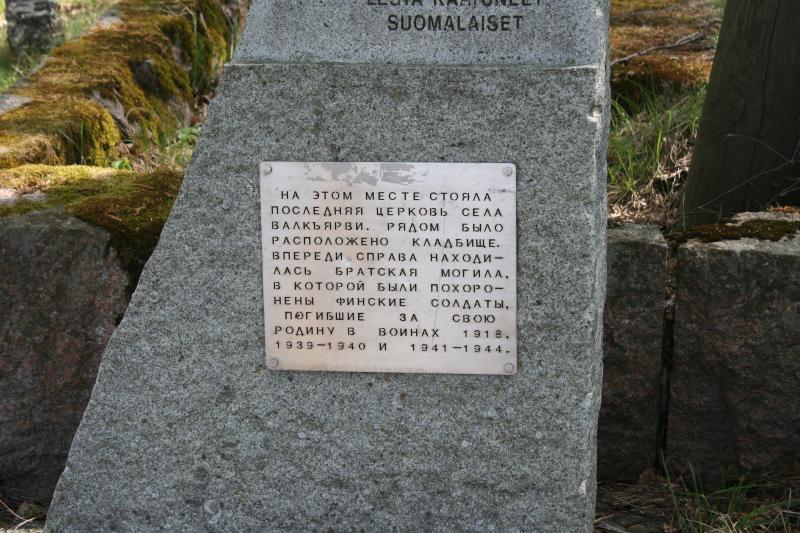 SUOMALAISET
НА ЭТОМ МЕСТЕ СТОЯЛА
ПОСЛЕДНЯЯ ЦЕРКОВЬ СЕЛА
ВАЛКЪЯРВИ. РЯДОМ БЫЛО
РАСПОЛОЖЕНО КЛАДБИЩЕ.
ВПЕРЕДИ СПРАВА НАХОДИ-
ЛАСЬ БРАТСКАЯ МОГИЛА,
В КОТОРОЙ БЫЛИ ПОХОРО-
НЕНЫ ФИНСКИЕ СОЛДАТЫ,
ПОГИБШИЕ ЗА СВОЮ
РОДИНУ В ВОИНАХ 1918,
1939-1940 И 1941-1944.